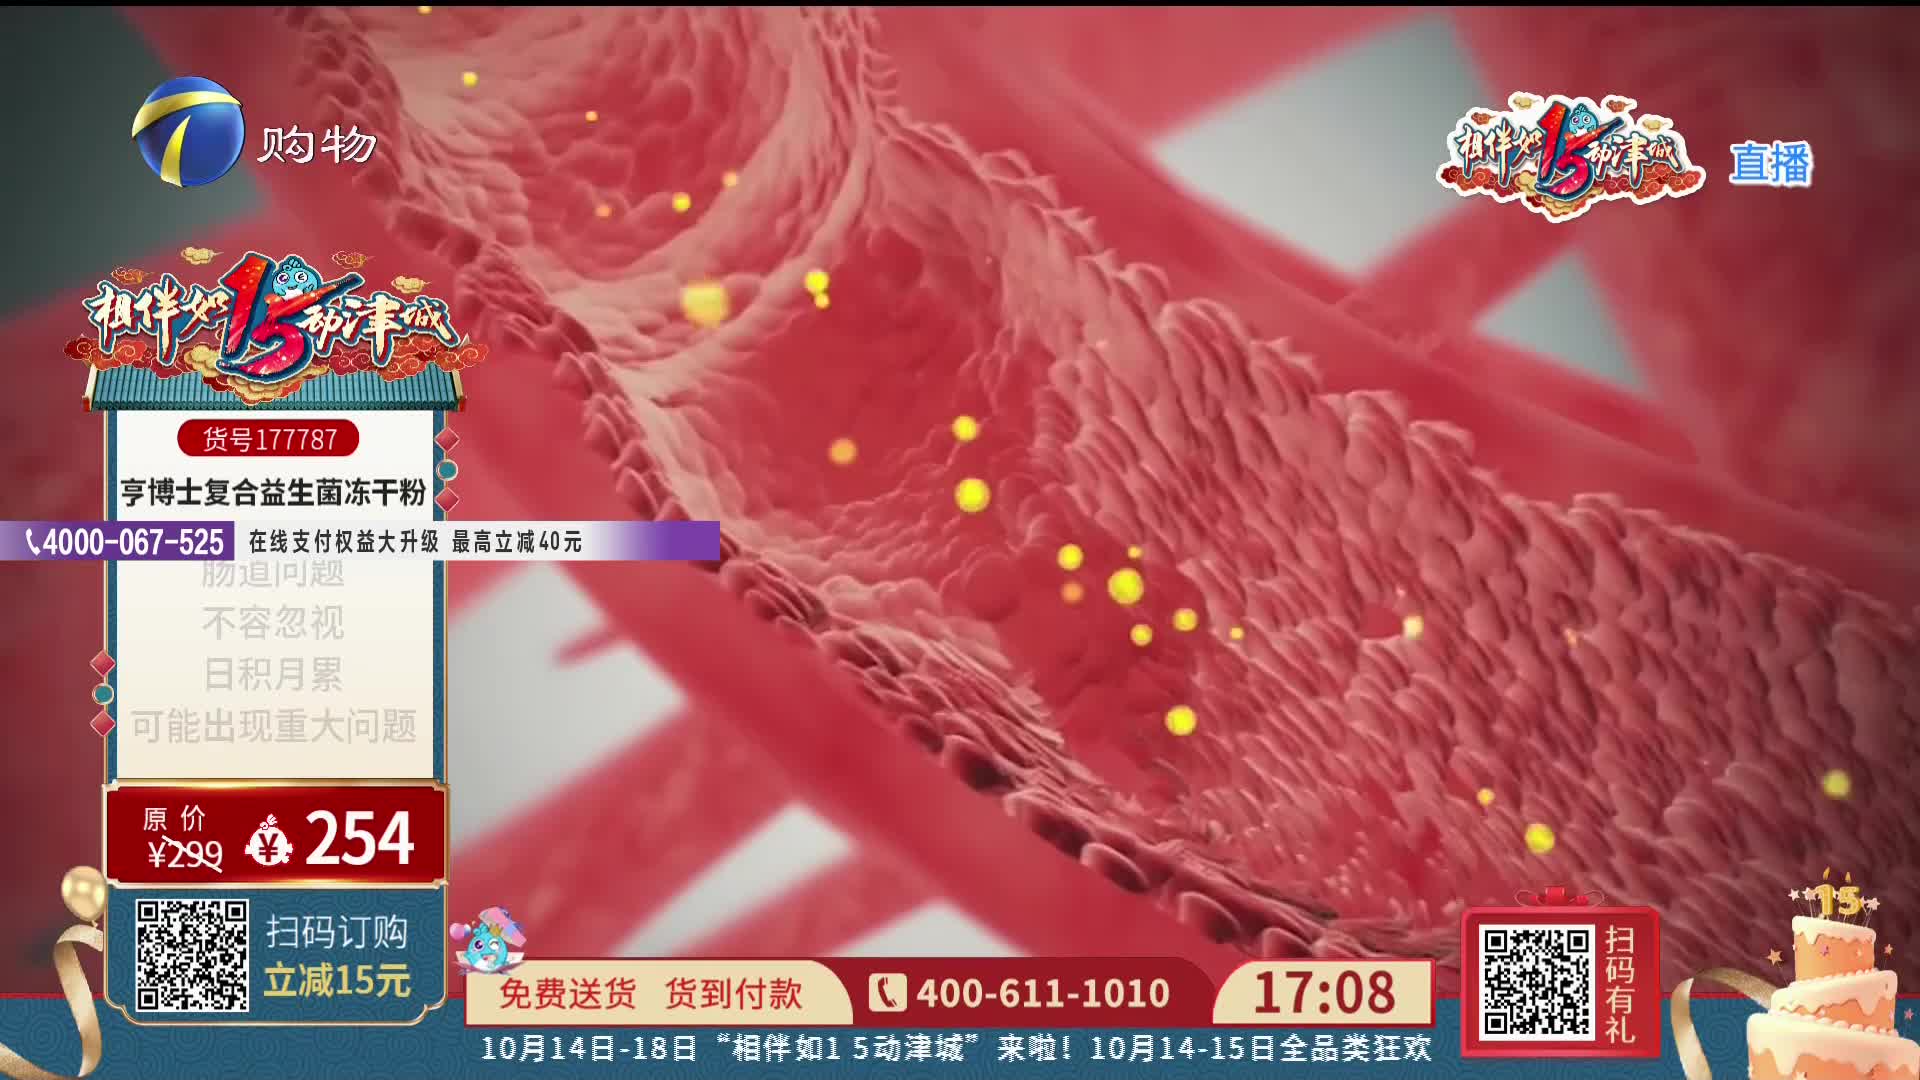 购物
相伴如15动津城
直播
相伴如15动津城
货号177787
亨博士复合益生菌冻干粉
4000-067-525 在线支付权益大升级 最高立减40元
肠道问题
不容忽视
日积月累
可能出现重大问题
原价
¥299
¥254
扫码订购
立减15元
免费送货 货到付款
400-611-1010
17:08
扫码有礼
15
10月14日-18日“相伴如1 5动津城”来啦！10月14-15日全品类狂欢